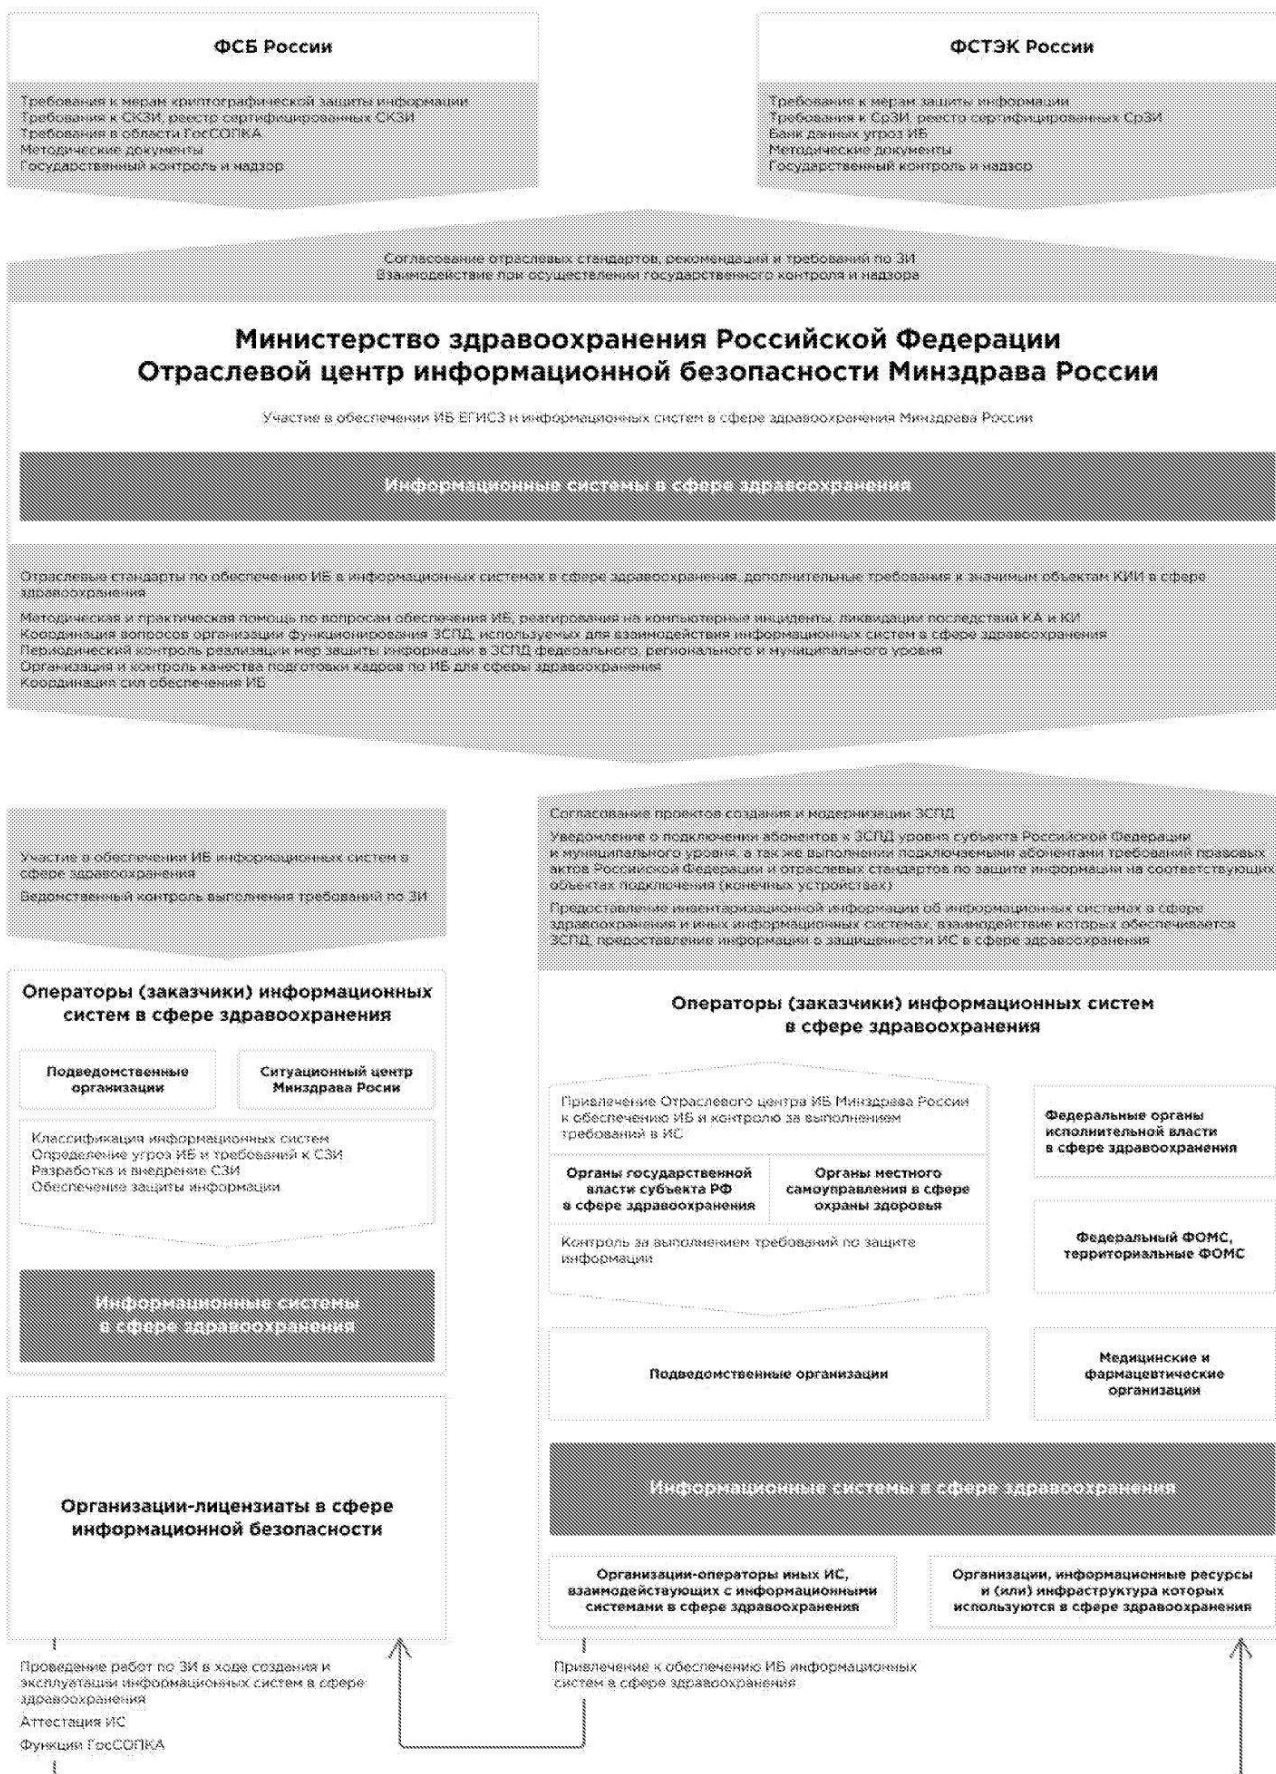 ФСБ России
Требования к мерам криптографической защиты информации
Требования к СКЗИ, реестр сертифицированных СКЗИ
Требования в области ГосСОПКА
Методические документы
Государственный контроль и надзор
ФСТЭК России
Требования к мерам защиты информации
Требования к СрЗИ, реестр сертифицированных СрЗИ
Банк данных угроз ИБ
Методические документы
Государственный контроль и надзор
Согласование отраслевых стандартов, рекомендаций и требований по ЗИ
Взаимодействие при осуществлении государственного контроля и надзора
Министерство здравоохранения Российской Федерации
Отраслевой центр информационной безопасности Минздрава России
Участие в обеспечении ИБ ЕГИСЗ и информационных систем в сфере здравоохранения Минздрава России
Информационные системы в сфере здравоохранения
Отраслевые стандарты по обеспечению ИБ в информационных системах в сфере здравоохранения, дополнительные требования к значимым объектам КИИ в сфере
здравоохранения
Методическая и практическая помощь по вопросам обеспечения ИБ, реагирования на компьютерные инциденты, ликвидации последствий КА и КИ
Координация вопросов организации функционирования ЗСПД, используемых для взаимодействия информационных систем в сфере здравоохранения
Периодический контроль реализации мер защиты информации в ЗСПД федерального, регионального и муниципального уровня
Организация и контроль качества подготовки кадров по ИБ для сферы здравоохранения
Координация сил обеспечения ИБ
Участие в обеспечении ИБ информационных систем в
сфере здравоохранения
Ведомственный контроль выполнения требований по ЗИ
Операторы (заказчики) информационных
систем в сфере здравоохранения
Подведомственные
организации
Ситуационный центр
Минздрава Росии
Классификация информационных систем
Определение угроз ИБ и требований к СЗИ
Разработка и внедрение СЗИ
Обеспечение защиты информации
Информационные системы
в сфере здравоохранения
Организации-лицензиаты в сфере
информационной безопасности
Проведение работ по ЗИ в ходе создания и
эксплуатации информационных систем в сфере
здравоохранения
Аттестация ИС
Функции ГосСОПКА
Согласование проектов создания и модернизации ЗСПД
Уведомление о подключении абонентов к ЗСПД уровня субъекта Российской Федерации
и муниципального уровня, а так же выполнении подключаемыми абонентами требований правовых
актов Российской Федерации и отраслевых стандартов по защите информации на соответствующих
объектах подключения (конечных устройствах)
Предоставление инвентаризационной информации об информационных системах в сфере
здравоохранения и иных информационных системах, взаимодействие которых обеспечивается
ЗСПД, предоставление информации о защищенности ИС в сфере здравоохранения
Операторы (заказчики) информационных систем
в сфере здравоохранения
Привлечение Отраслевого центра ИБ Минздрава России
к обеспечению ИБ и контролю за выполнением
требований в ИС
Органы государственной
власти субъекта РФ
в сфере здравоохранения
Органы местного
самоуправления в сфере
охраны здоровья
Контроль за выполнением требований по защите
информации
Федеральные органы
исполнительной власти
в сфере здравоохранения
Федеральный ФОМС,
территориальные ФОМС
Подведомственные организации
Медицинские и
фармацевтические
организации
Информационные системы в сфере здравоохранения
Организации-операторы иных ИС,
взаимодействующих с информационными
системами в сфере здравоохранения
Организации, информационные ресурсы
и (или) инфраструктура которых
используются в сфере здравоохранения
Привлечение к обеспечению ИБ информационных
систем в сфере здравоохранения